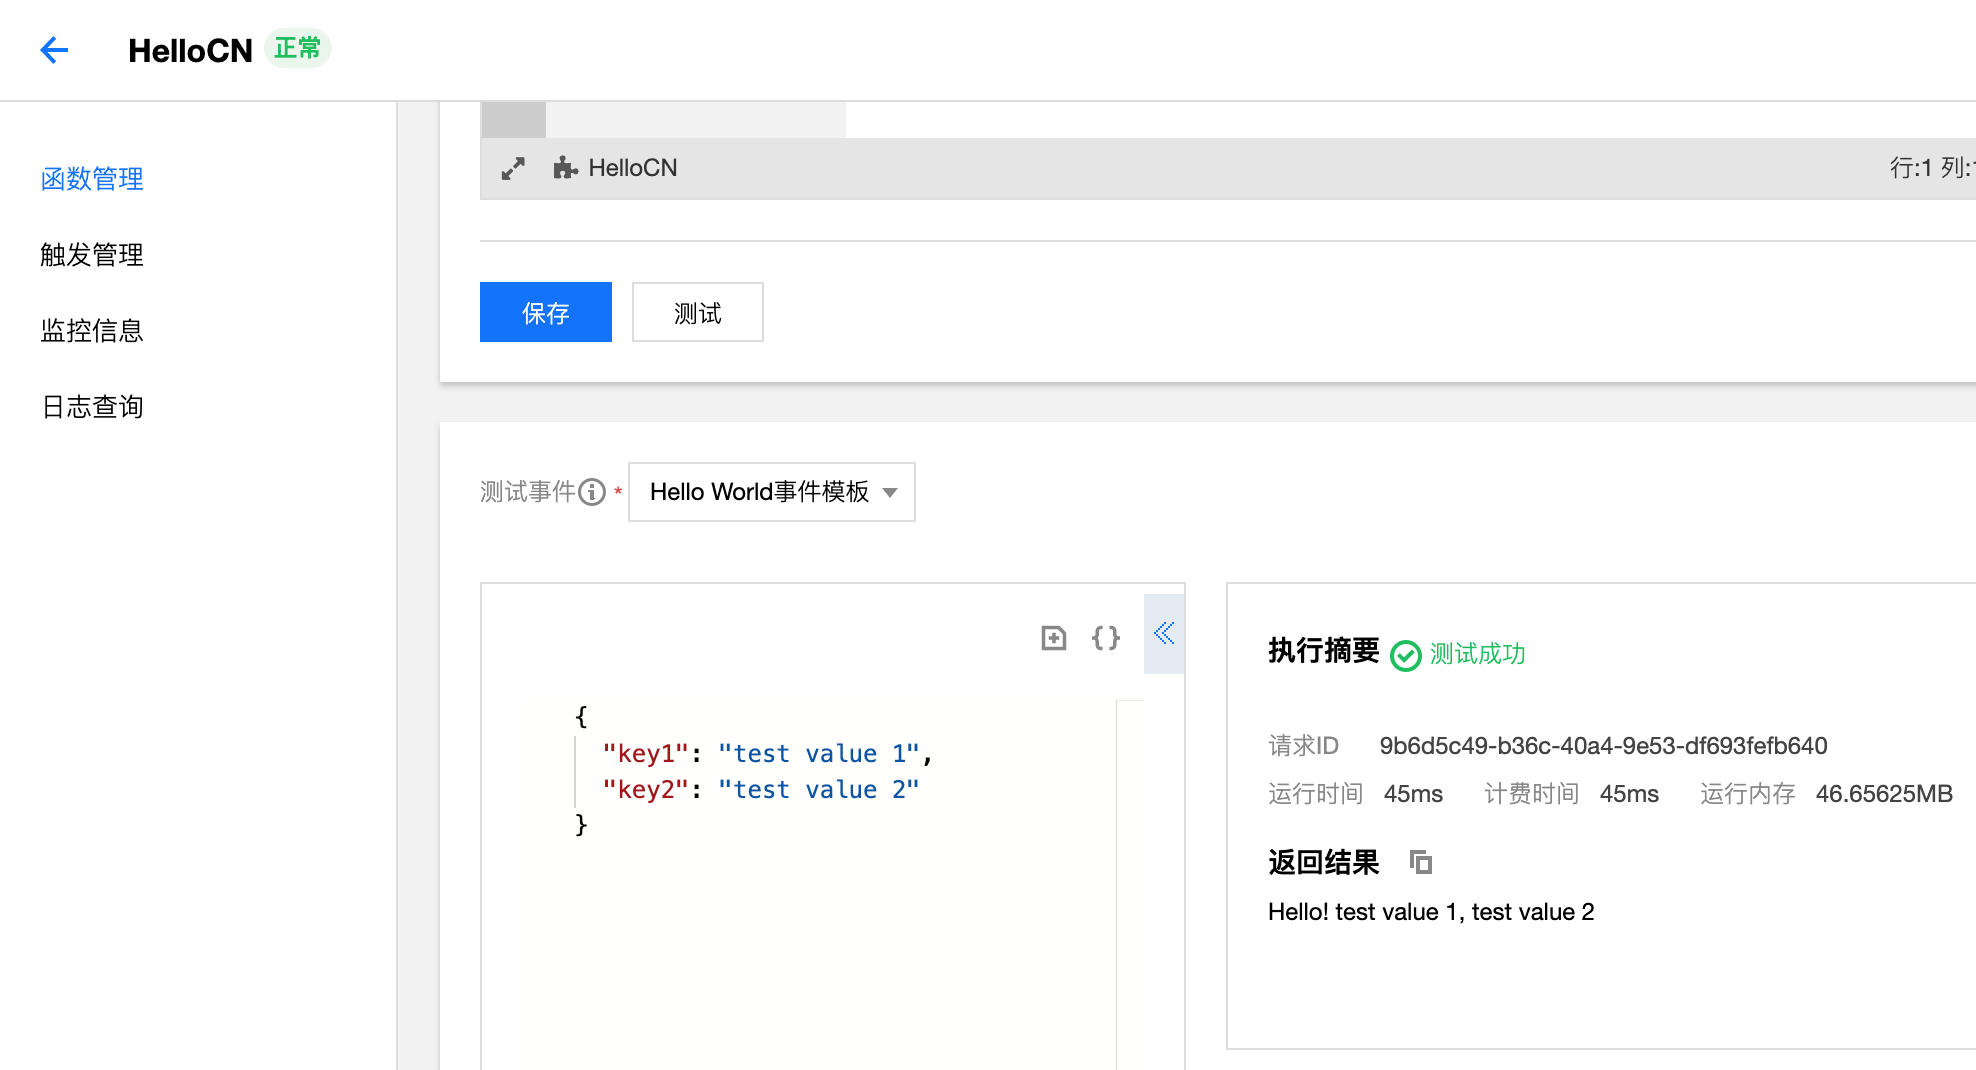 HelloCN 正常
函数管理
触发管理
监控信息
日志查询
HelloCN
行:1 列:
保存
测试
测试事件 * Hello World事件模板
{
"key1": "test value 1",
"key2": "test value 2"
}
执行摘要 测试成功
请求ID 9b6d5c49-b36c-40a4-9e53-df693fefb640
运行时间 45ms 计费时间 45ms 运行内存 46.65625MB
返回结果
Hello! test value 1, test value 2